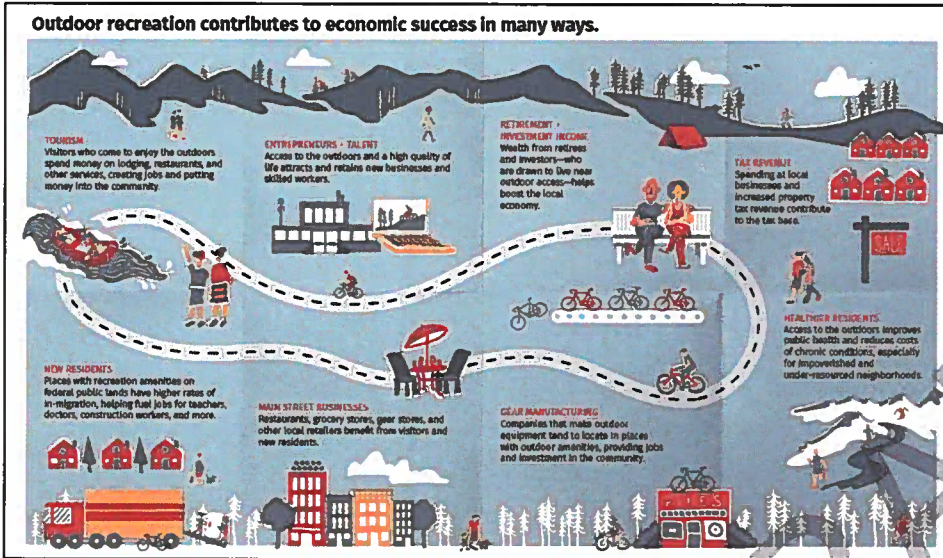 Outdoor recreation contributes to economic success in many ways.
TOURISM
Visitors who come to enjoy the outdoors
spend money on lodging, restaurants, and
other services, creating jobs and putting
money into the community.
ENTREPRENEURS + TALENT
Access to the outdoors and a high quality of
life attracts and retains new businesses and
skilled workers.
RETIREMENT +
INVESTMENT INCOME
Wealth from retirees
and investors—who
are drawn to live near
outdoor access—helps
boost the local
economy.
TAX REVENUE
Spending at local
businesses and
increased property
tax revenue contribute
to the tax base.
HEALTHIER RESIDENTS
Access to the outdoors improves
public health and reduces costs
of chronic conditions, especially
for impoverished and
under-resourced neighborhoods.
NEW RESIDENTS
Places with recreation amenities on
federal public lands have higher rates of
in-migration, helping fuel jobs for teachers,
doctors, construction workers, and more.
MAIN STREET BUSINESSES
Restaurants, grocery stores, gear stores, and
other local retailers benefit from visitors and
new residents.
GEAR MANUFACTURING
Companies that make outdoor
equipment tend to locate in places
with outdoor amenities, providing jobs
and investment in the community.